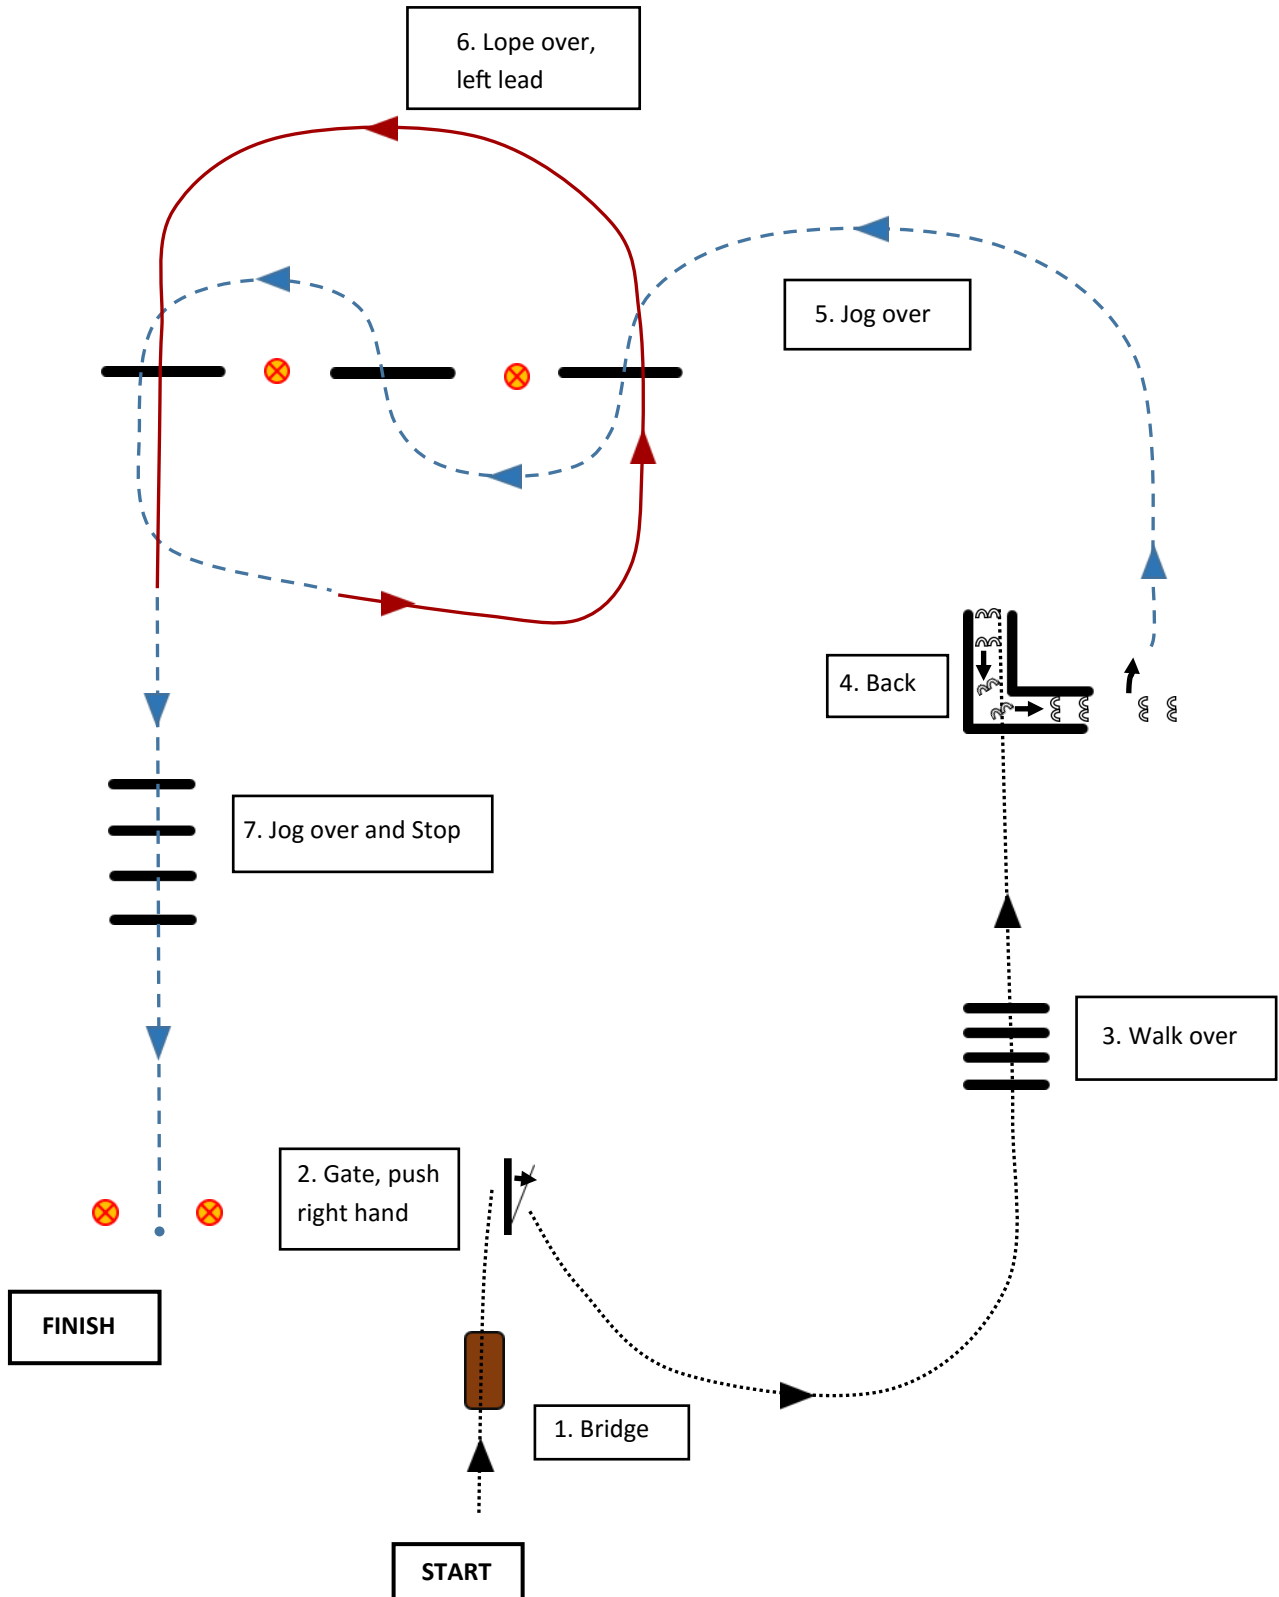 6. Lope over,
left lead
5. Jog over
4. Back
7. Jog over and Stop
3. Walk over
2. Gate, push
right hand
FINISH
1. Bridge
START